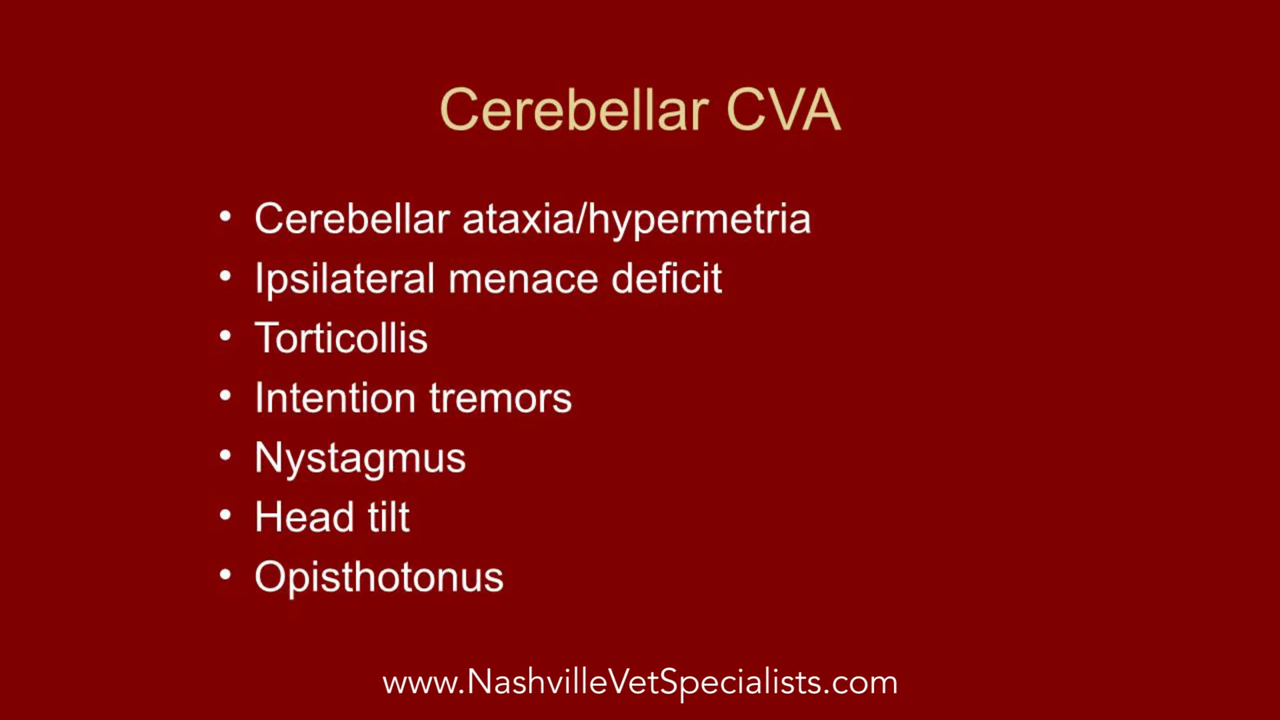 Cerebellar CVA
• Cerebellar ataxia/hypermetria
• Ipsilateral menace deficit
• Torticollis
• Intention tremors
• Nystagmus
• Head tilt
• Opisthotonus
www.NashvilleVetSpecialists.com